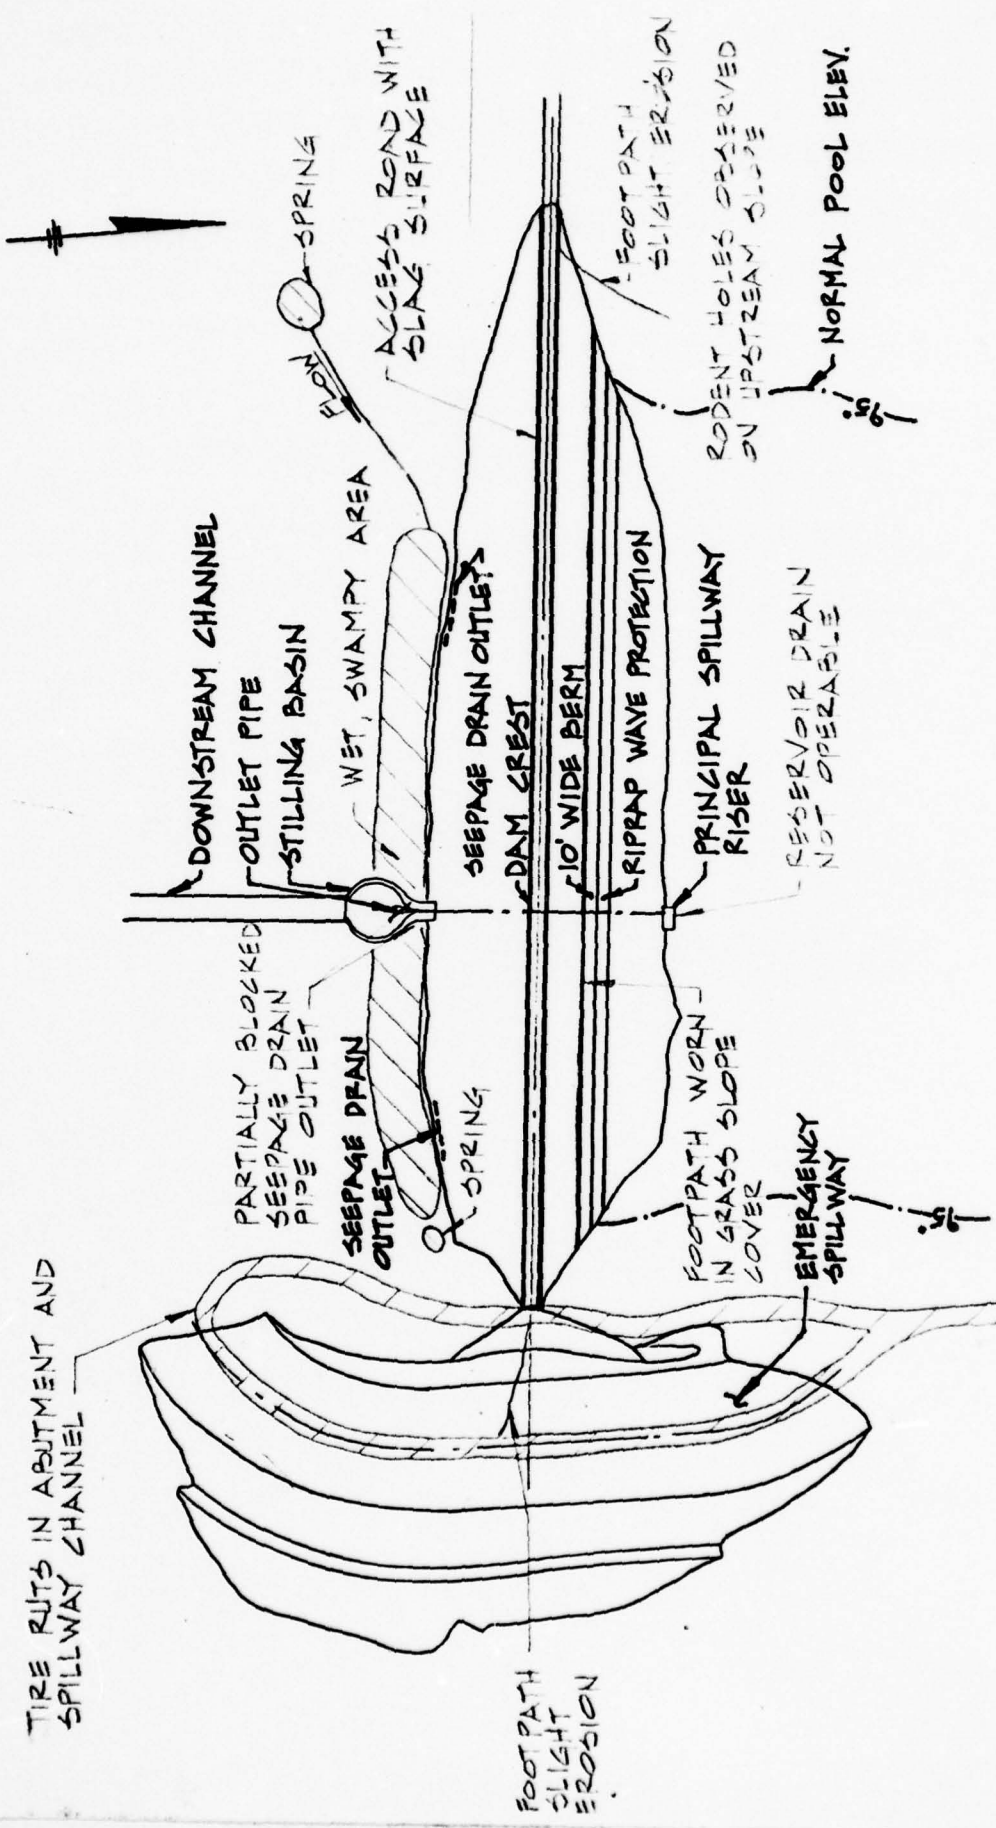 TIRE RUTS IN ABUTMENT AND
SPILLWAY CHANNEL
FOOTPATH
SLIGHT
EROSION
PARTIALLY BLOCKED
SEEPAGE DRAIN
PIPE OUTLET
SEEPAGE DRAIN
OUTLET
SPRING
FOOTPATH WORN
IN GRASS SLOPE
COVER
EMERGENCY
SPILLWAY
95°
DOWNSTREAM CHANNEL
OUTLET PIPE
STILLING BASIN
WET, SWAMPY AREA
SEEPAGE DRAIN OUTLET
DAM CREST
10' WIDE BERM
RIPRAP WAVE PROTECTION
PRINCIPAL SPILLWAY
RISER
RESERVOIR DRAIN
NOT OPERABLE
FLOW
SPRING
ACCESS ROAD WITH
SLAG SURFACE
FOOTPATH
SLIGHT EROSION
RODENT HOLES OBSERVED
ON UPSTREAM SLOPE
NORMAL POOL ELEV.
95°